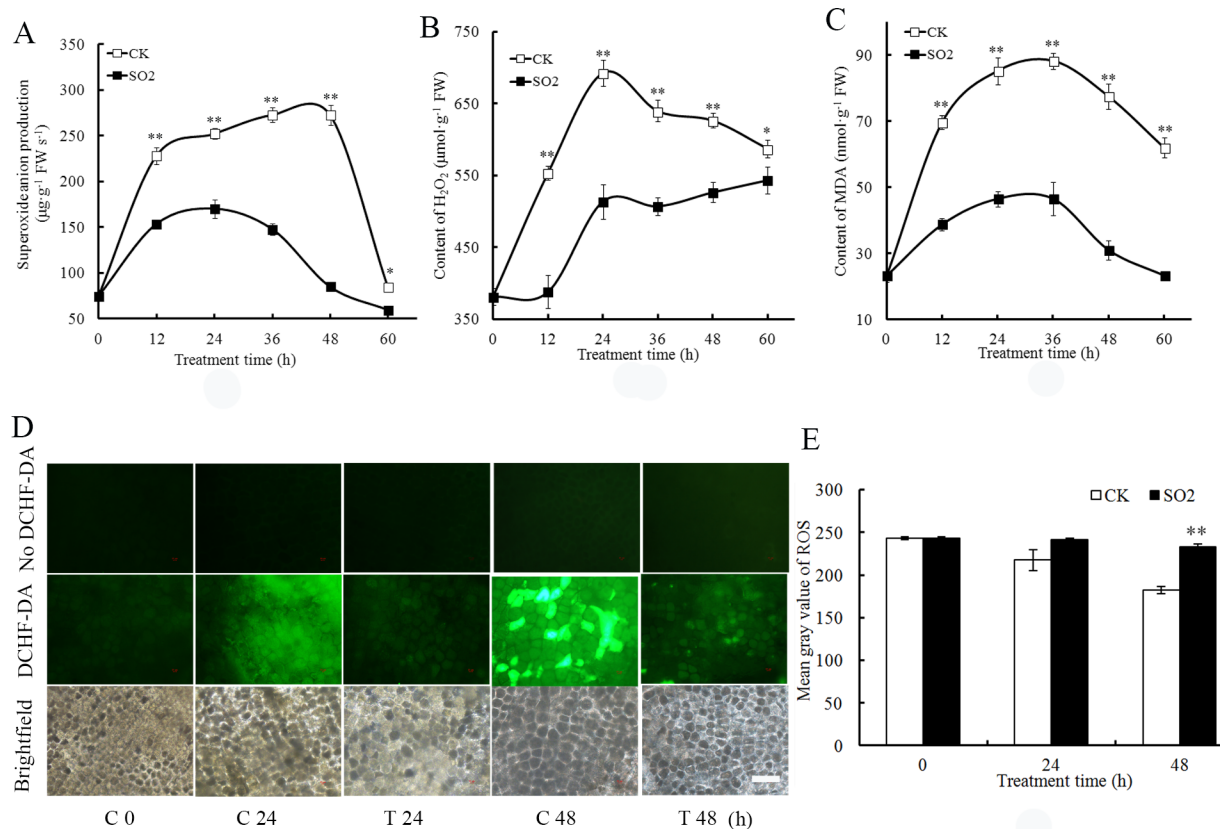 A
Superoxideanion production
(µg·g⁻¹ FW s⁻¹)
350
300
250
200
150
100
50
CK
SO2
**
**
**
**
*
0 12 24 36 48 60
Treatment time (h)
B
Content of H₂O₂ (µmol·g⁻¹ FW)
750
650
550
450
350
CK
SO2
**
**
**
**
*
0 12 24 36 48 60
Treatment time (h)
C
Content of MDA (nmol·g⁻¹ FW)
90
70
50
30
10
CK
SO2
**
**
**
**
**
0 12 24 36 48 60
Treatment time (h)
D
No DCHF-DA
DCHF-DA
Brightfield
C 0 C 24 T 24 C 48 T 48 (h)
E
Mean gray value of ROS
300
250
200
150
100
50
0
CK SO2
**
0 24 48
Treatment time (h)